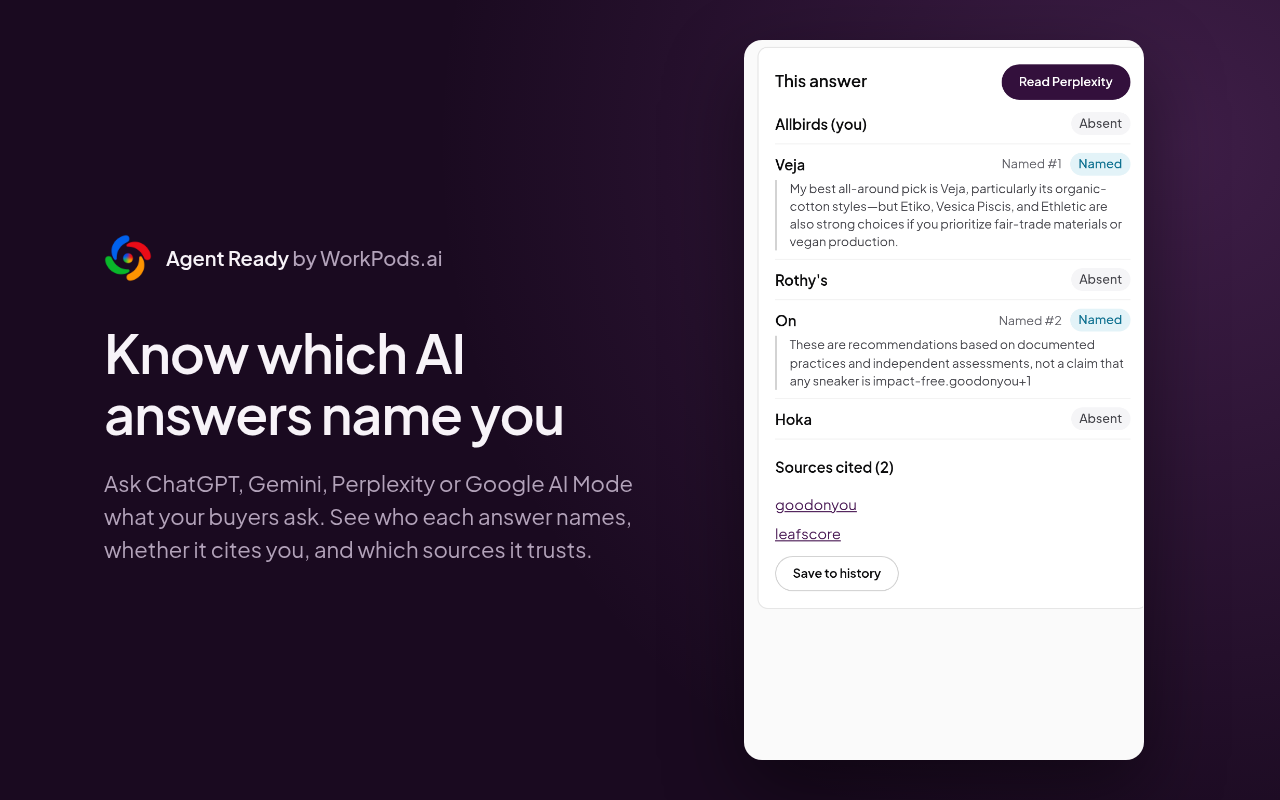 Agent Ready by WorkPods.ai
Know which AI
answers name you
Ask ChatGPT, Gemini, Perplexity or Google AI Mode
what your buyers ask. See who each answer names,
whether it cites you, and which sources it trusts.
This answer
Read Perplexity
Allbirds (you)
Absent
Veja
Named #1
Named
My best all-around pick is Veja, particularly its organic-
cotton styles—but Etiko, Vesica Piscis, and Ethletic are
also strong choices if you prioritize fair-trade materials or
vegan production.
Rothy's
Absent
On
Named #2
Named
These are recommendations based on documented
practices and independent assessments, not a claim that
any sneaker is impact-free.goodonyou+1
Hoka
Absent
Sources cited (2)
goodonyou
leafscore
Save to history